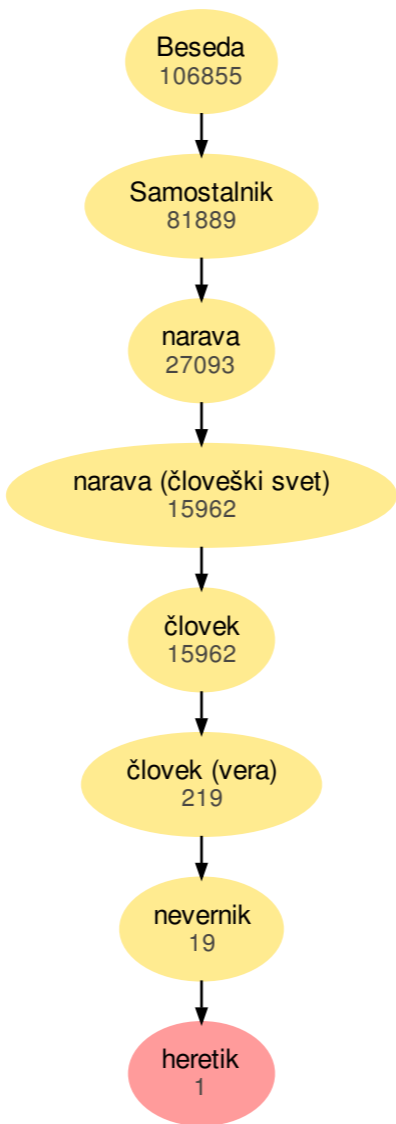 Beseda
106855
Samostalnik
81889
narava
27093
narava (človeški svet)
15962
človek
15962
človek (vera)
219
nevernik
19
heretik
1